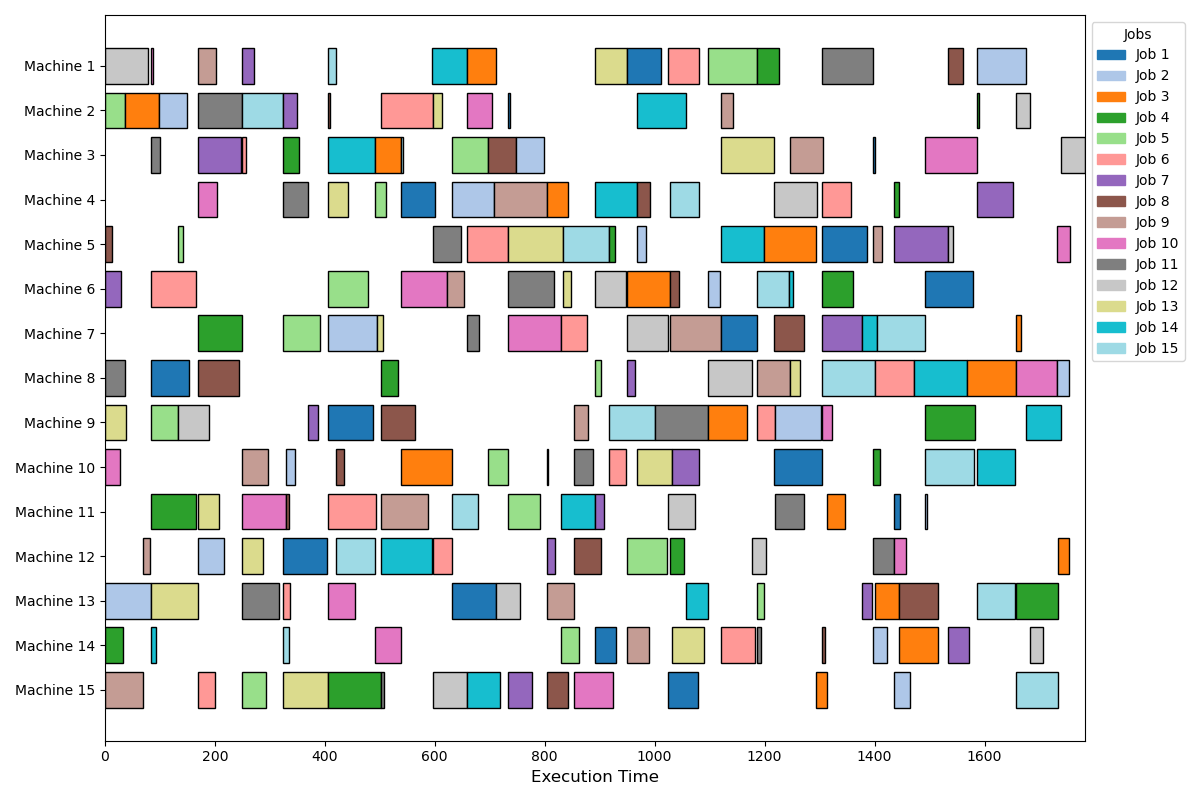 Machine 1
Machine 2
Machine 3
Machine 4
Machine 5
Machine 6
Machine 7
Machine 8
Machine 9
Machine 10
Machine 11
Machine 12
Machine 13
Machine 14
Machine 15
0 200 400 600 800 1000 1200 1400 1600
Execution Time
Jobs
Job 1
Job 2
Job 3
Job 4
Job 5
Job 6
Job 7
Job 8
Job 9
Job 10
Job 11
Job 12
Job 13
Job 14
Job 15